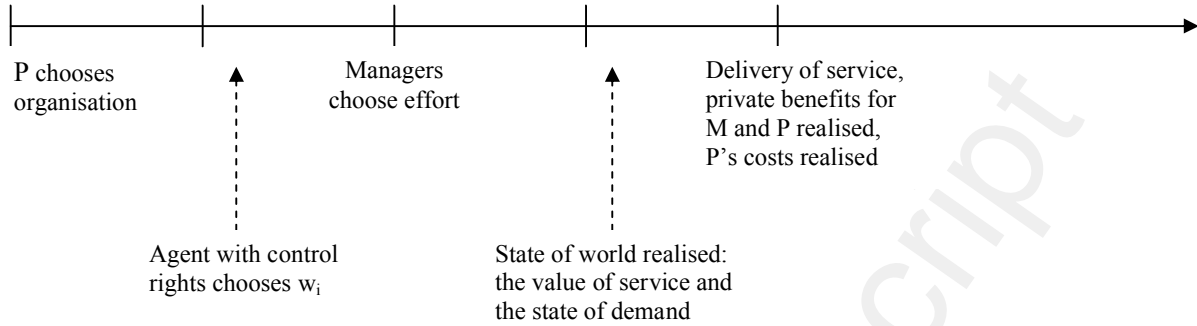 P chooses
organisation
Managers
choose effort
Delivery of service,
private benefits for
M and P realised,
P's costs realised
Agent with control
rights chooses wᵢ
State of world realised:
the value of service and
the state of demand
cript